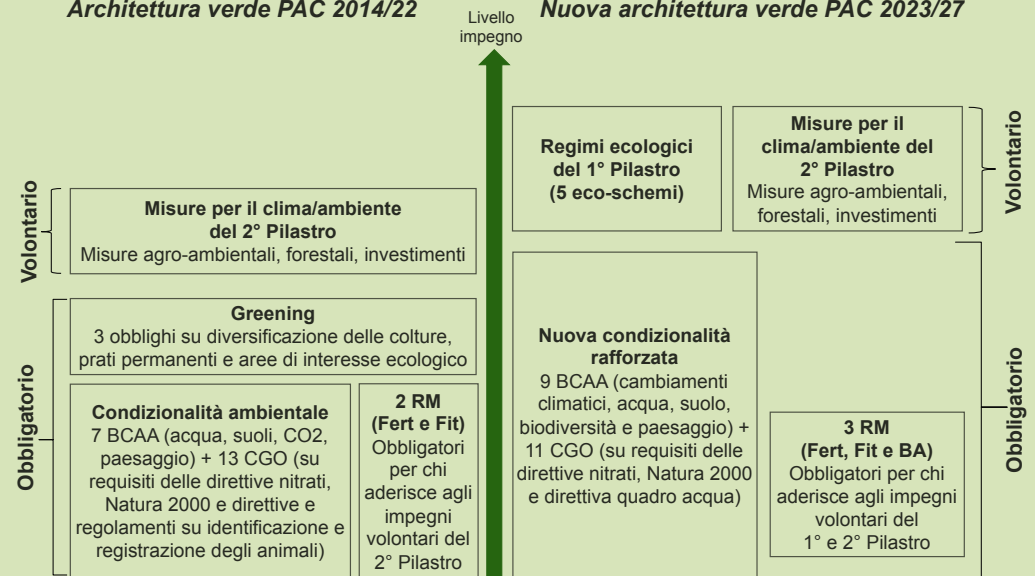 Architettura verde PAC 2014/22
Livello
impegno
Nuova architettura verde PAC 2023/27
Volontario
Misure per il clima/ambiente
del 2° Pilastro
Misure agro-ambientali, forestali, investimenti
Obbligatorio
Greening
3 obblighi su diversificazione delle colture,
prati permanenti e aree di interesse ecologico
Condizionalità ambientale
7 BCAA (acqua, suoli, CO2,
paesaggio) + 13 CGO (su
requisiti delle direttive nitrati,
Natura 2000 e direttive e
regolamenti su identificazione e
registrazione degli animali)
2 RM
(Fert e Fit)
Obbligatori
per chi
aderisce agli
impegni
volontari del
2° Pilastro
Regimi ecologici
del 1° Pilastro
(5 eco-schemi)
Misure per il
clima/ambiente del
2° Pilastro
Misure agro-ambientali,
forestali, investimenti
Volontario
Nuova condizionalità
rafforzata
9 BCAA (cambiamenti
climatici, acqua, suolo,
biodiversità e paesaggio) +
11 CGO (su requisiti delle
direttive nitrati, Natura 2000
e direttiva quadro acqua)
3 RM
(Fert, Fit e BA)
Obbligatori per chi
aderisce agli impegni
volontari del
1° e 2° Pilastro
Obbligatorio